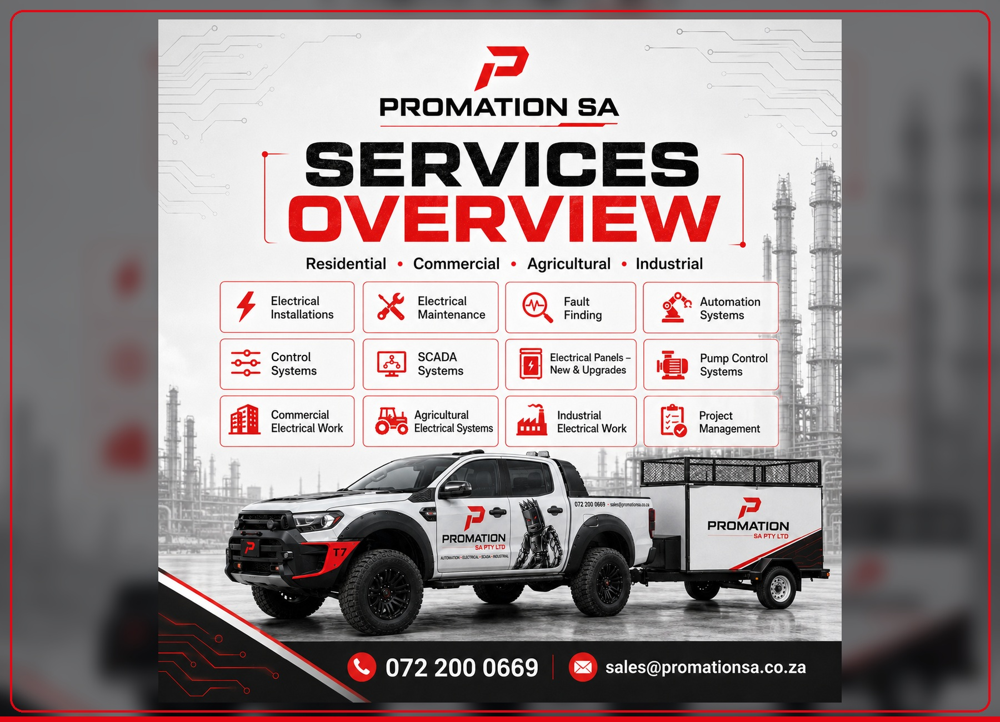 PROMATION SA
SERVICES
OVERVIEW
Residential • Commercial • Agricultural • Industrial
Electrical
Installations
Electrical
Maintenance
Fault
Finding
Automation
Systems
Control
Systems
SCADA
Systems
Electrical Panels –
New & Upgrades
Pump Control
Systems
Commercial
Electrical Work
Agricultural
Electrical Systems
Industrial
Electrical Work
Project
Management
072 200 0669 - sales@promationsa.co.za
PROMATION
SA PTY LTD
AUTOMATION • ELECTRICAL • SCADA • INDUSTRIAL
T7
PROMATION
SA PTY LTD
072 200 0669
sales@promationsa.co.za